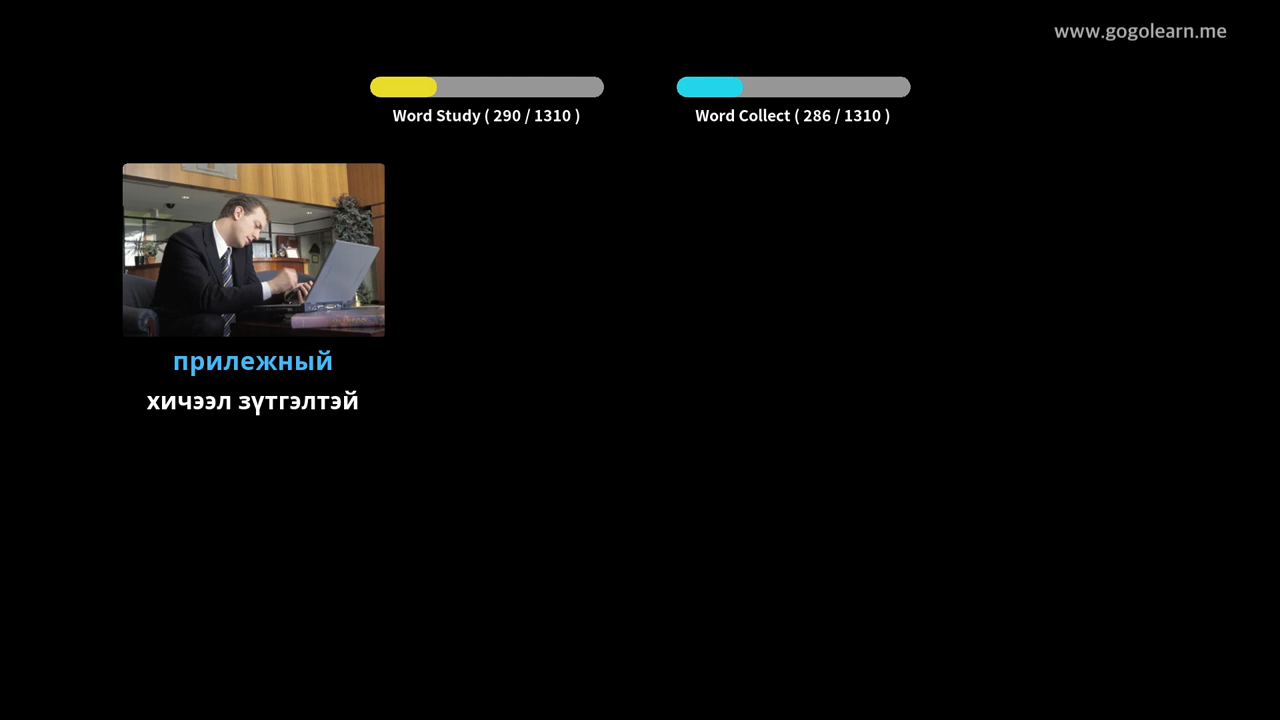 www.gogolearn.me
Word Study ( 290 / 1310 )
Word Collect ( 286 / 1310 )
прилежный
хичээл зүтгэлтэй